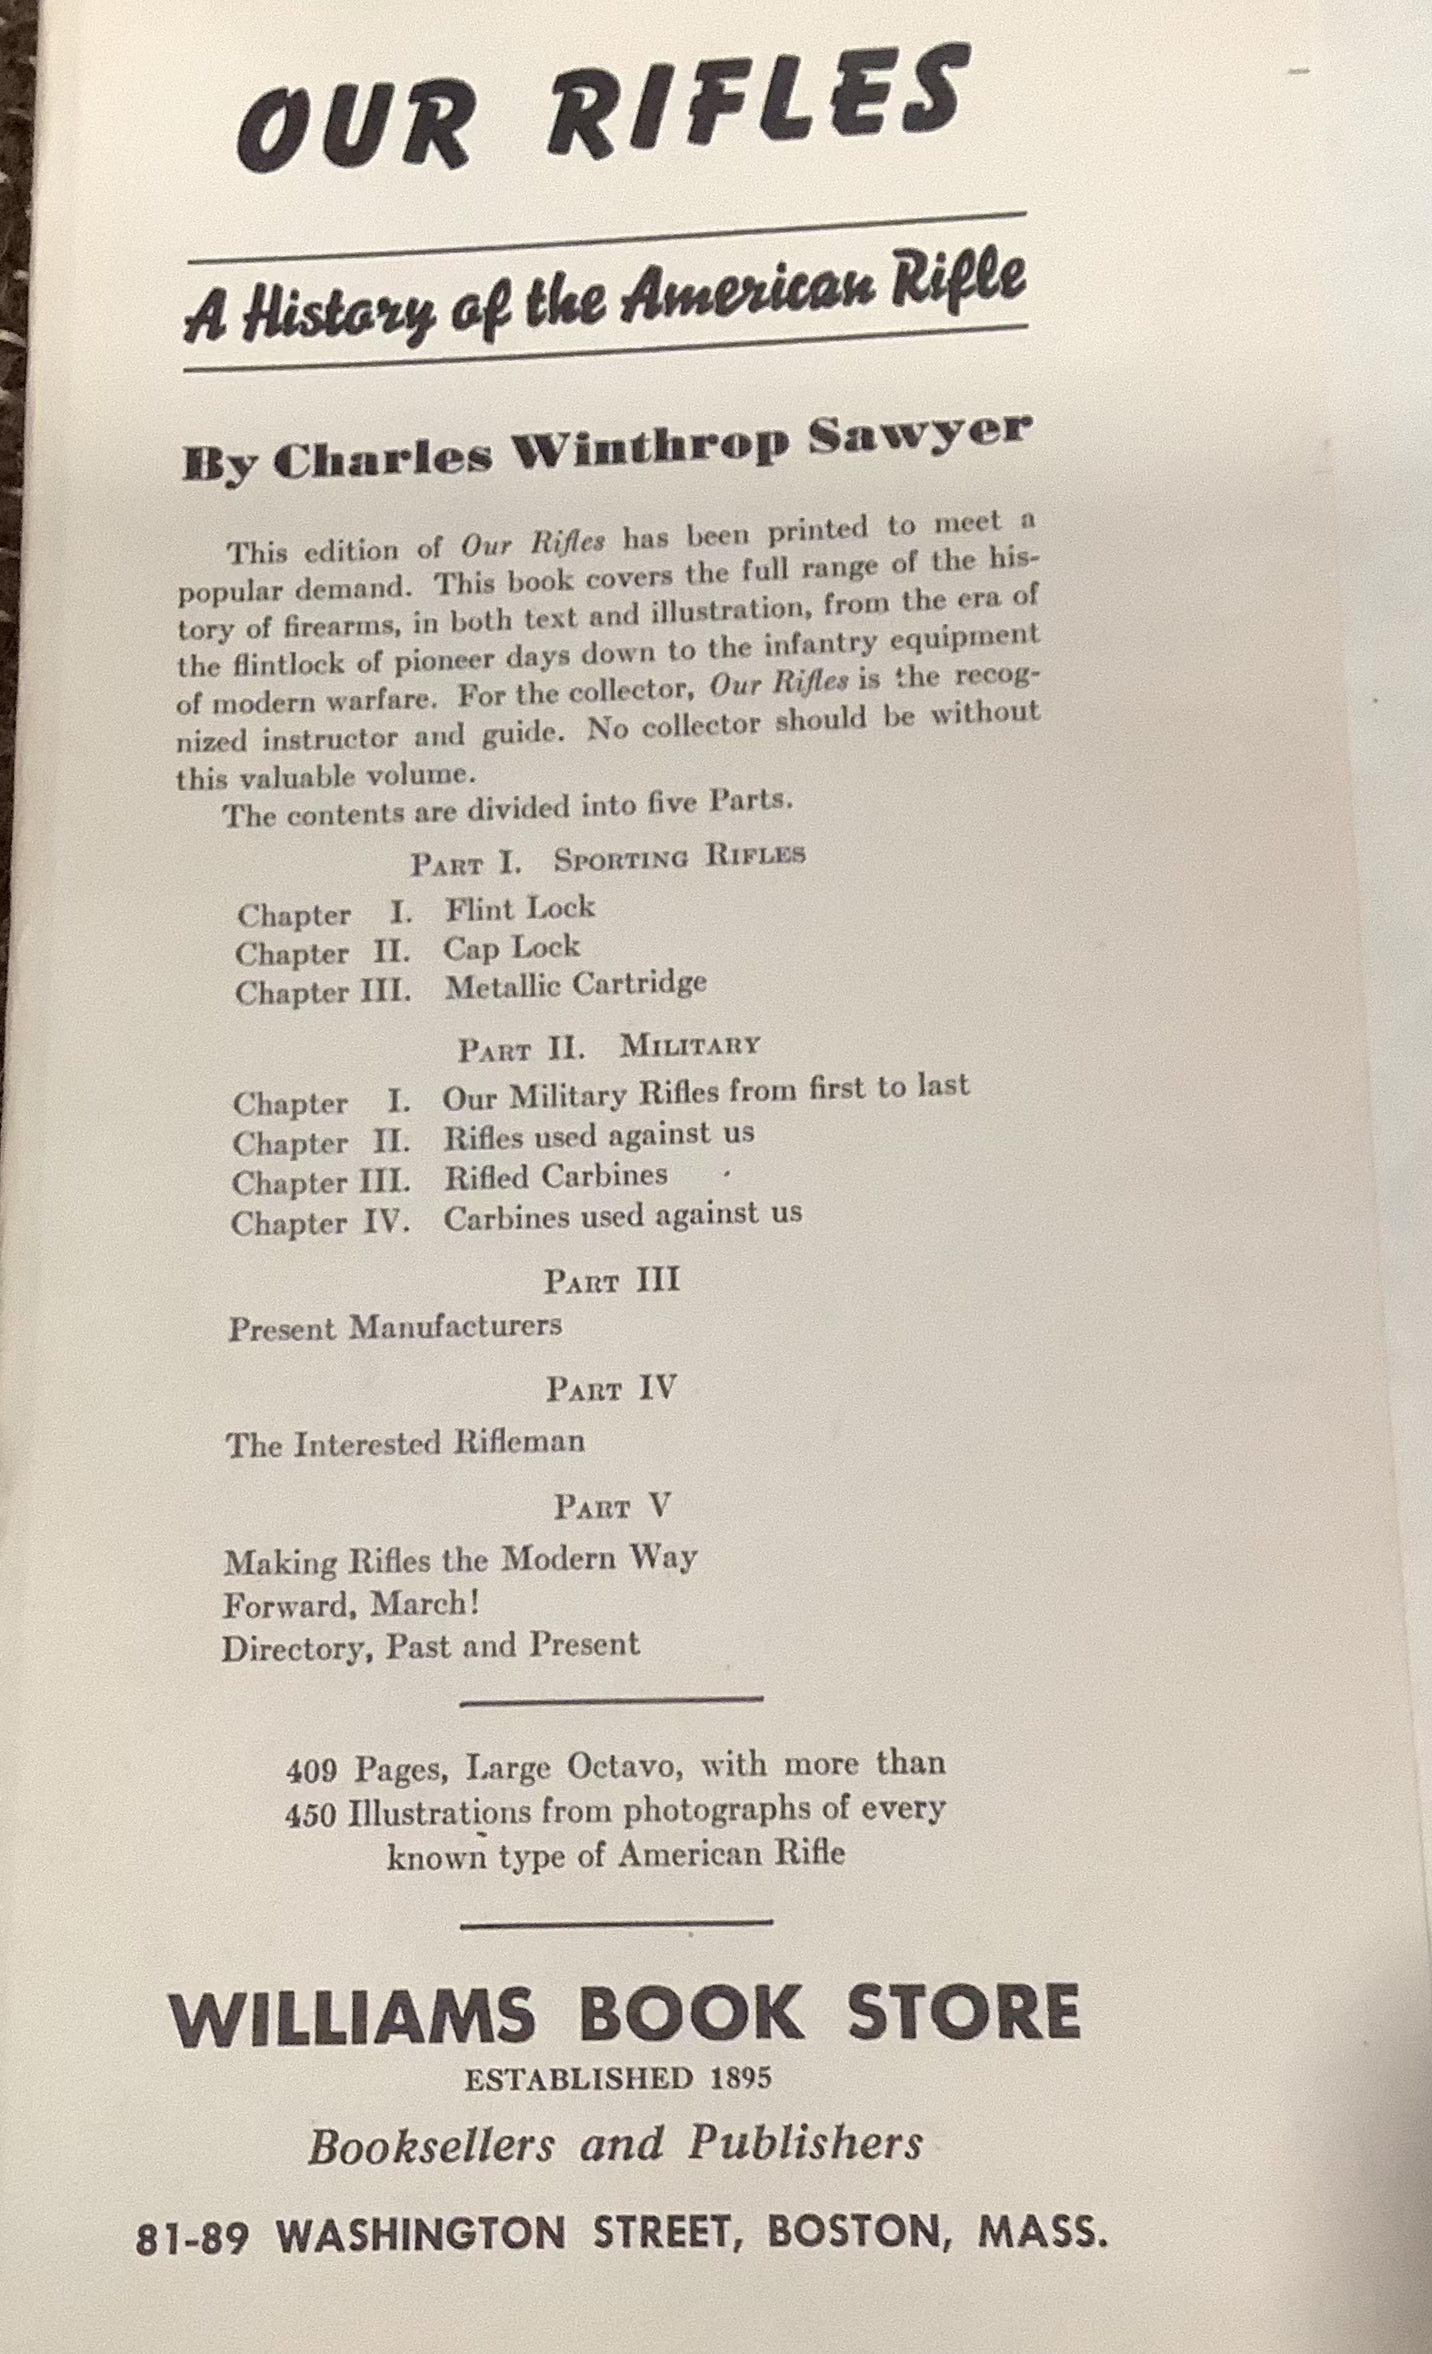 OUR RIFLES
A History of the American Rifle
By Charles Winthrop Sawyer
This edition of Our Rifles has been printed to meet a
popular demand. This book covers the full range of the his-
tory of firearms, in both text and illustration, from the era of
the flintlock of pioneer days down to the infantry equipment
of modern warfare. For the collector, Our Rifles is the recog-
nized instructor and guide. No collector should be without
this valuable volume.
The contents are divided into five Parts.
PART I. SPORTING RIFLES
Chapter I. Flint Lock
Chapter II. Cap Lock
Chapter III. Metallic Cartridge
PART II. MILITARY
Chapter I. Our Military Rifles from first to last
Chapter II. Rifles used against us
Chapter III. Rifled Carbines
Chapter IV. Carbines used against us
PART III
Present Manufacturers
PART IV
The Interested Rifleman
PART V
Making Rifles the Modern Way
Forward, March!
Directory, Past and Present
409 Pages, Large Octavo, with more than
450 Illustrations from photographs of every
known type of American Rifle
WILLIAMS BOOK STORE
ESTABLISHED 1895
Booksellers and Publishers
81-89 WASHINGTON STREET, BOSTON, MASS.